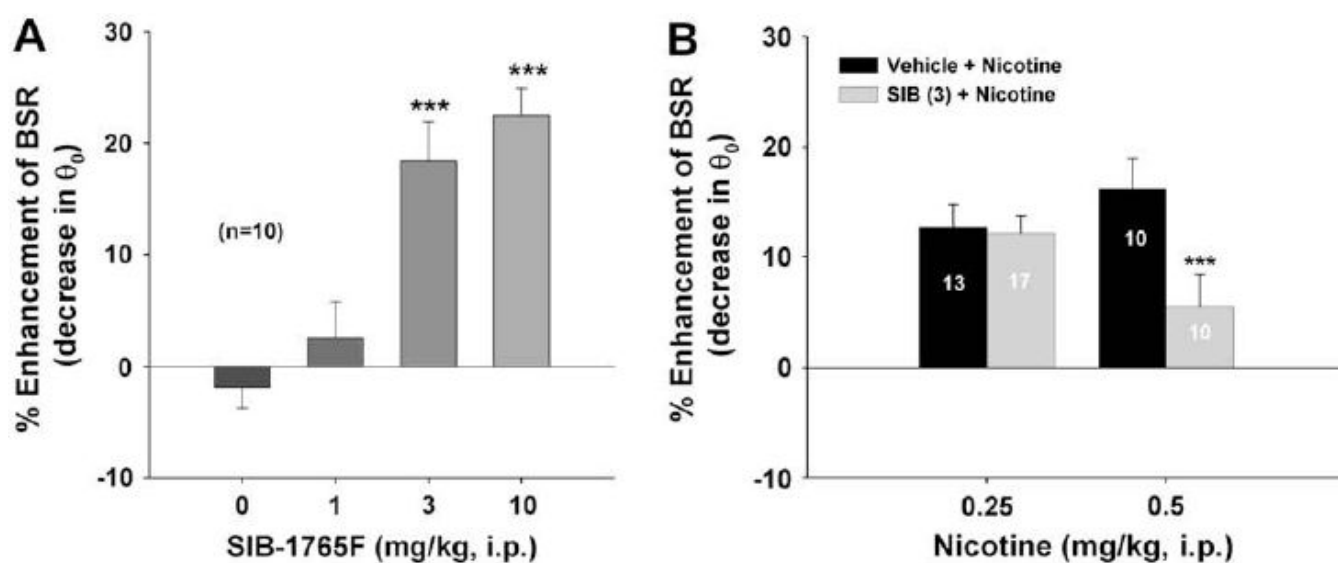 A
% Enhancement of BSR
(decrease in θ0)
30
20
10
0
-10
(n=10)
***
***
0 1 3 10
SIB-1765F (mg/kg, i.p.)
B
% Enhancement of BSR
(decrease in θ0)
30
20
10
0
-10
Vehicle + Nicotine
SIB (3) + Nicotine
13
17
10
***
10
0.25 0.5
Nicotine (mg/kg, i.p.)